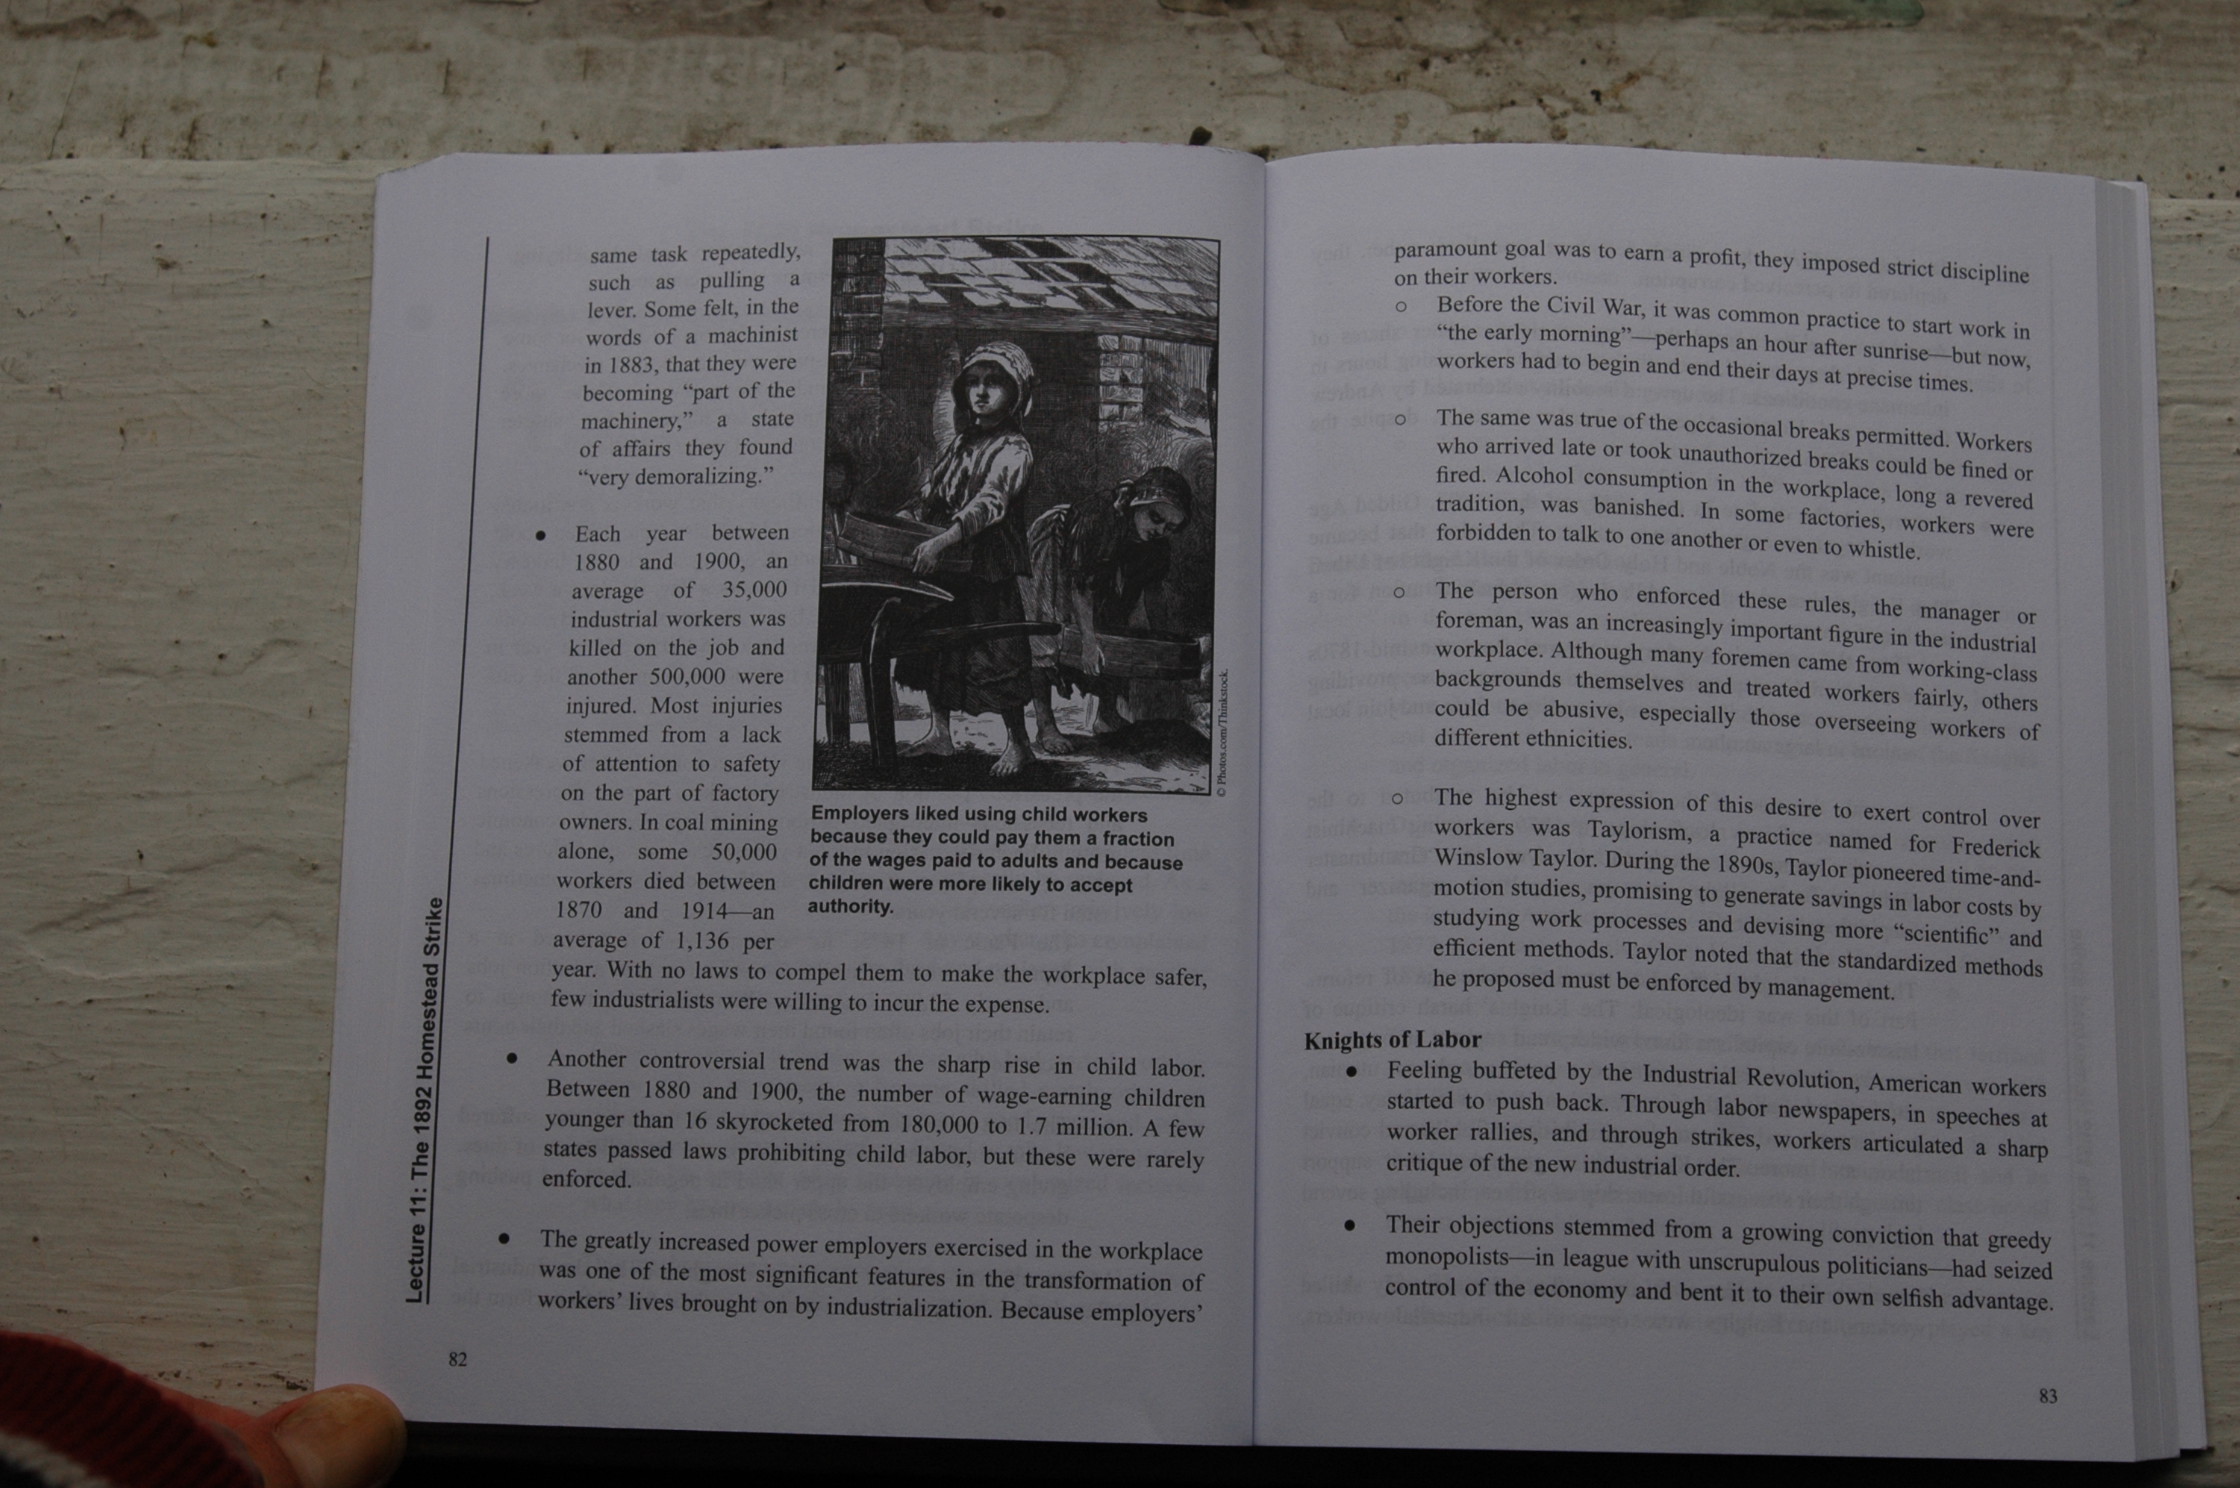 same task repeatedly,
such as pulling a
lever. Some felt, in the
words of a machinist
in 1883, that they were
becoming “part of the
machinery,” a state
of affairs they found
“very demoralizing.”
• Each year between
1880 and 1900, an
average of 35,000
industrial workers was
killed on the job and
another 500,000 were
injured. Most injuries
stemmed from a lack
of attention to safety
on the part of factory
owners. In coal mining
alone, some 50,000
workers died between
1870 and 1914—an
average of 1,136 per
year. With no laws to compel them to make the workplace safer,
few industrialists were willing to incur the expense.
© Photos.com/Thinkstock.
Employers liked using child workers
because they could pay them a fraction
of the wages paid to adults and because
children were more likely to accept
authority.
• Another controversial trend was the sharp rise in child labor.
Between 1880 and 1900, the number of wage-earning children
younger than 16 skyrocketed from 180,000 to 1.7 million. A few
states passed laws prohibiting child labor, but these were rarely
enforced.
• The greatly increased power employers exercised in the workplace
was one of the most significant features in the transformation of
workers’ lives brought on by industrialization. Because employers’
Lecture 11: The 1892 Homestead Strike
82
paramount goal was to earn a profit, they imposed strict discipline
on their workers.
○ Before the Civil War, it was common practice to start work in
“the early morning”—perhaps an hour after sunrise—but now,
workers had to begin and end their days at precise times.
○ The same was true of the occasional breaks permitted. Workers
who arrived late or took unauthorized breaks could be fined or
fired. Alcohol consumption in the workplace, long a revered
tradition, was banished. In some factories, workers were
forbidden to talk to one another or even to whistle.
○ The person who enforced these rules, the manager or
foreman, was an increasingly important figure in the industrial
workplace. Although many foremen came from working-class
backgrounds themselves and treated workers fairly, others
could be abusive, especially those overseeing workers of
different ethnicities.
○ The highest expression of this desire to exert control over
workers was Taylorism, a practice named for Frederick
Winslow Taylor. During the 1890s, Taylor pioneered time-and-
motion studies, promising to generate savings in labor costs by
studying work processes and devising more “scientific” and
efficient methods. Taylor noted that the standardized methods
he proposed must be enforced by management.
Knights of Labor
• Feeling buffeted by the Industrial Revolution, American workers
started to push back. Through labor newspapers, in speeches at
worker rallies, and through strikes, workers articulated a sharp
critique of the new industrial order.
• Their objections stemmed from a growing conviction that greedy
monopolists—in league with unscrupulous politicians—had seized
control of the economy and bent it to their own selfish advantage.
83